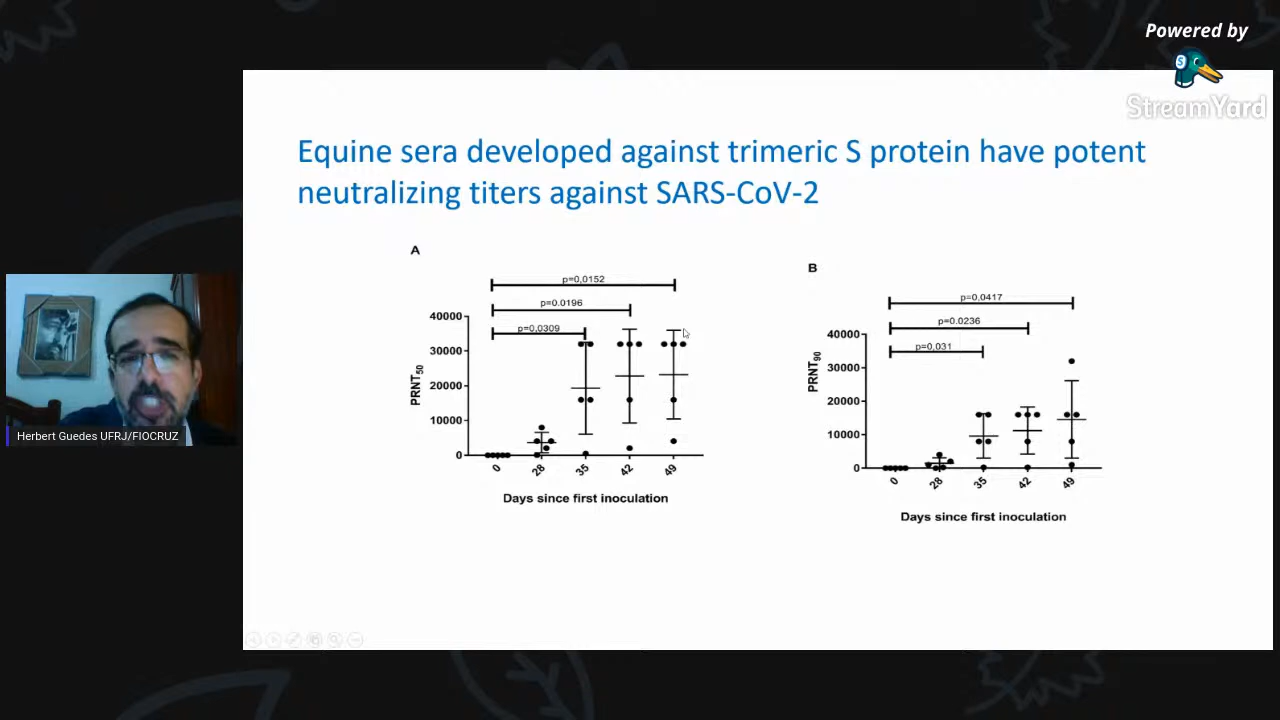 Powered by
StreamYard
Equine sera developed against trimeric S protein have potent
neutralizing titers against SARS-CoV-2
A
p=0,0152
p=0.0196
p=0,0309
40000
30000
20000
10000
0
PRNT50
0
28
35
42
49
Days since first inoculation
B
p=0.0417
p=0.0236
p=0,031
40000
30000
20000
10000
0
PRNT90
0
28
35
42
49
Days since first inoculation
Herbert Guedes UFRJ/FIOCRUZ